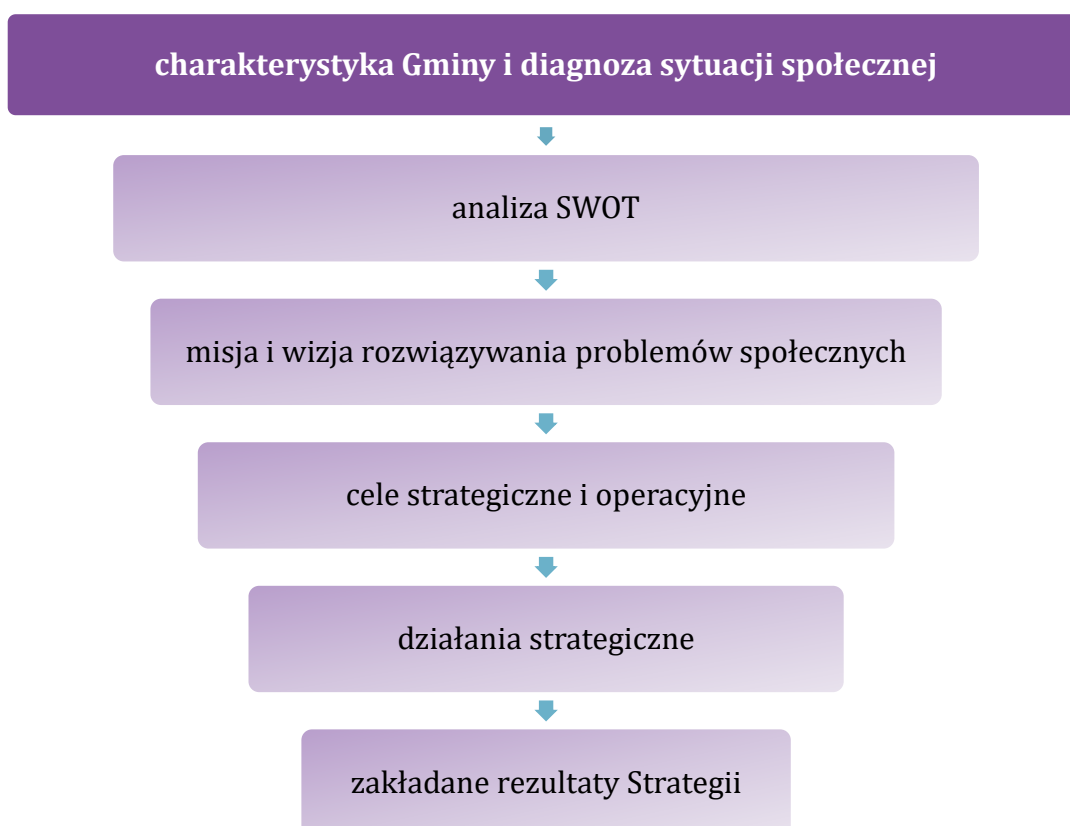 charakterystyka Gminy i diagnoza sytuacji społecznej
analiza SWOT
misja i wizja rozwiązywania problemów społecznych
cele strategiczne i operacyjne
działania strategiczne
zakładane rezultaty Strategii